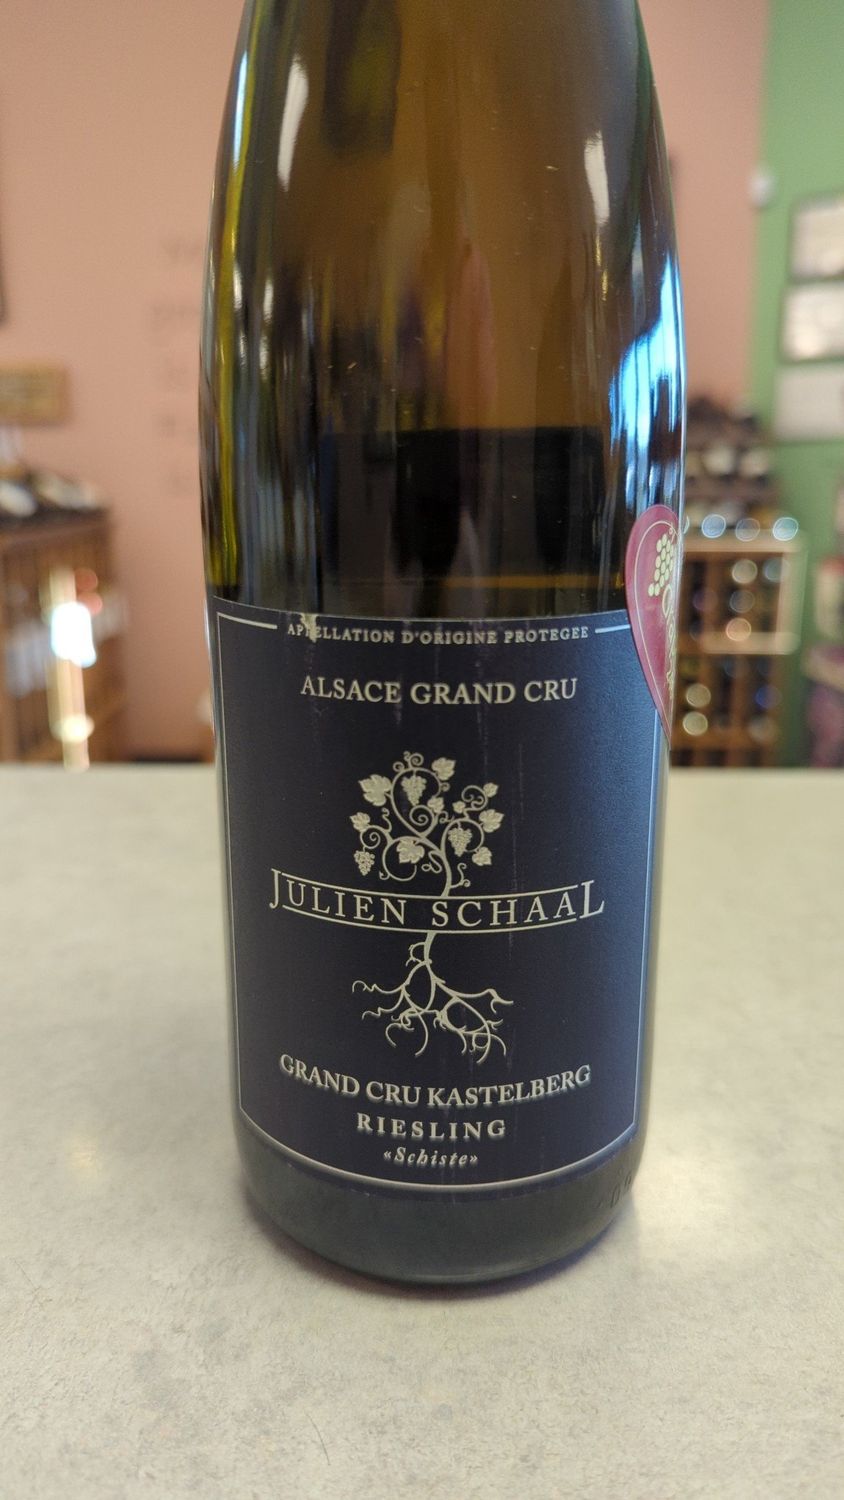 APPELLATION D'ORIGINE PROTEGEE
ALSACE GRAND CRU
JULIEN SCHAAL
GRAND CRU KASTELBERG
RIESLING
«Schiste»